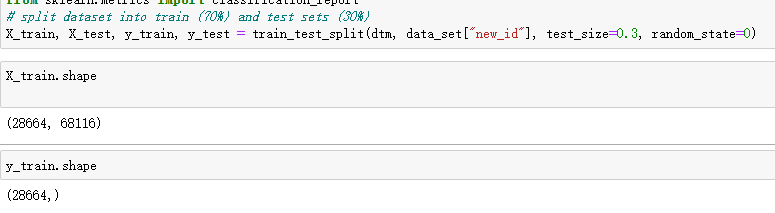 from sklearn.metrics import classification_report
# split dataset into train (70%) and test sets (30%)
X_train, X_test, y_train, y_test = train_test_split(dtm, data_set["new_id"], test_size=0.3, random_state=0)
X_train.shape
(28664, 68116)
y_train.shape
(28664,)